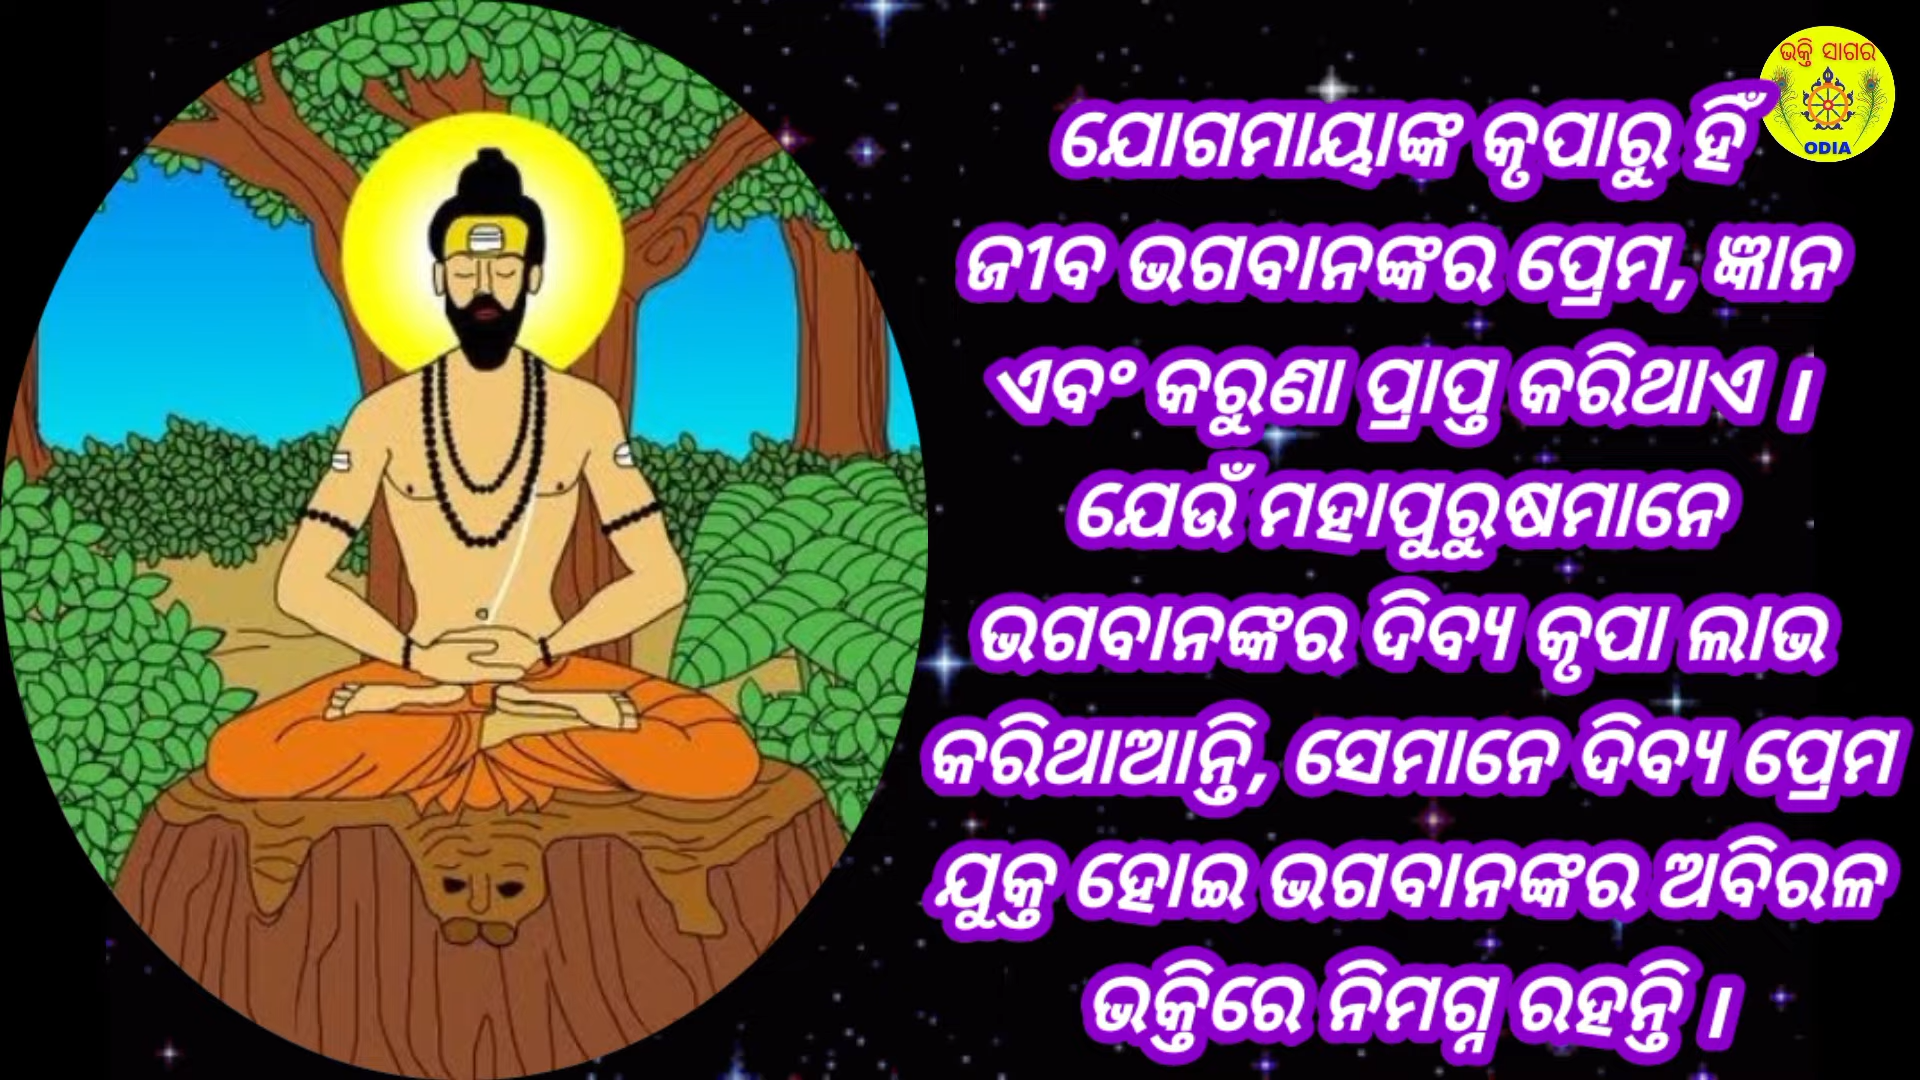 ଭକ୍ତି ସାଗର
ODIA
ଯୋଗମାୟାଙ୍କ କୃପାରୁ ହିଁ
ଜୀବ ଭଗବାନଙ୍କର ପ୍ରେମ, ଜ୍ଞାନ
ଏବଂ କରୁଣା ପ୍ରାପ୍ତ କରିଥାଏ ।
ଯେଉଁ ମହାପୁରୁଷମାନେ
ଭଗବାନଙ୍କର ଦିବ୍ୟ କୃପା ଲାଭ
କରିଥାଆନ୍ତି, ସେମାନେ ଦିବ୍ୟ ପ୍ରେମ
ଯୁକ୍ତ ହୋଇ ଭଗବାନଙ୍କର ଅବିରଳ
ଭକ୍ତିରେ ନିମଗ୍ନ ରହନ୍ତି ।